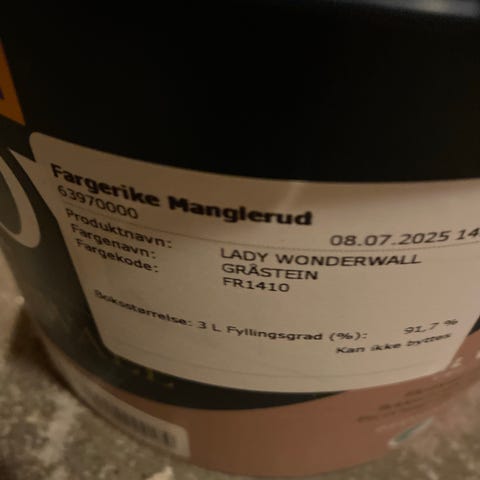 Fargerike Manglerud
63970000
08.07.2025 14
Produktnavn: LADY WONDERWALL
Fargenavn: GRÅSTEIN
Fargekode: FR1410
Boksstørrelse: 3 L Fyllingsgrad (%): 91,7 %
Kan ikke byttes